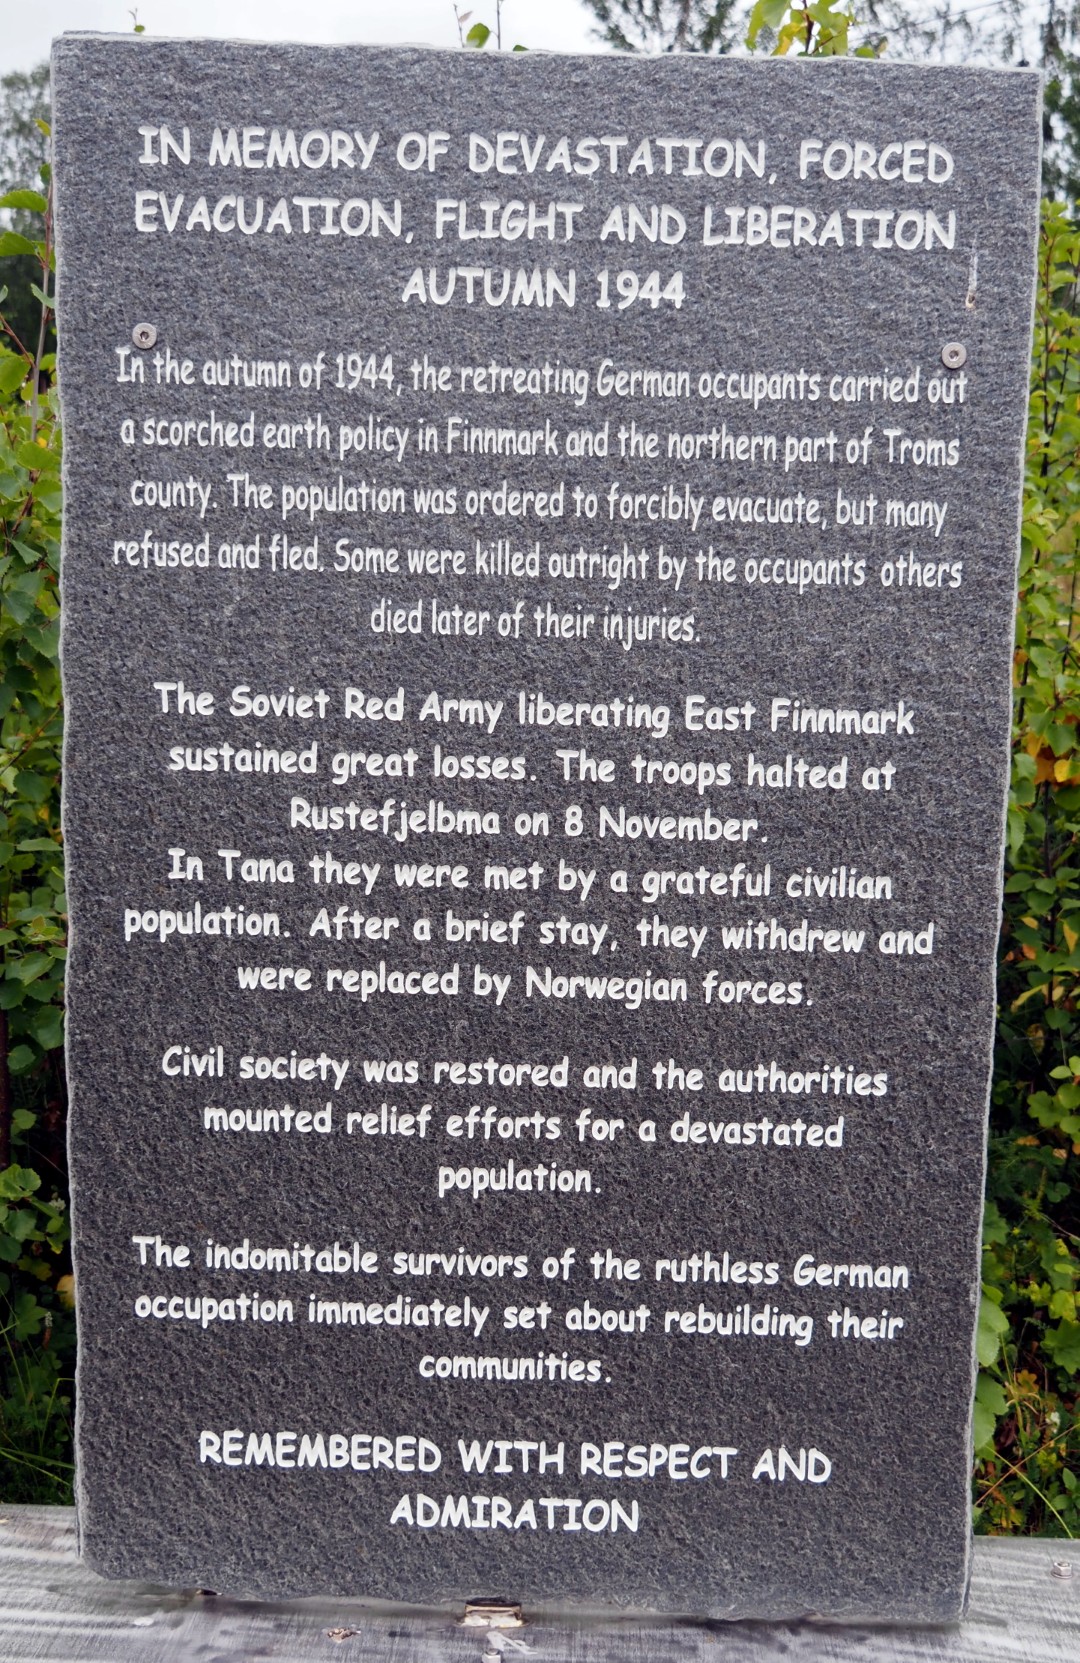 IN MEMORY OF DEVASTATION, FORCED
EVACUATION, FLIGHT AND LIBERATION
AUTUMN 1944
In the autumn of 1944, the retreating German occupants carried out
a scorched earth policy in Finnmark and the northern part of Troms
county. The population was ordered to forcibly evacuate, but many
refused and fled. Some were killed outright by the occupants others
died later of their injuries.
The Soviet Red Army liberating East Finnmark
sustained great losses. The troops halted at
Rustefjelbma on 8 November.
In Tana they were met by a grateful civilian
population. After a brief stay, they withdrew and
were replaced by Norwegian forces.
Civil society was restored and the authorities
mounted relief efforts for a devastated
population.
The indomitable survivors of the ruthless German
occupation immediately set about rebuilding their
communities.
REMEMBERED WITH RESPECT AND
ADMIRATION